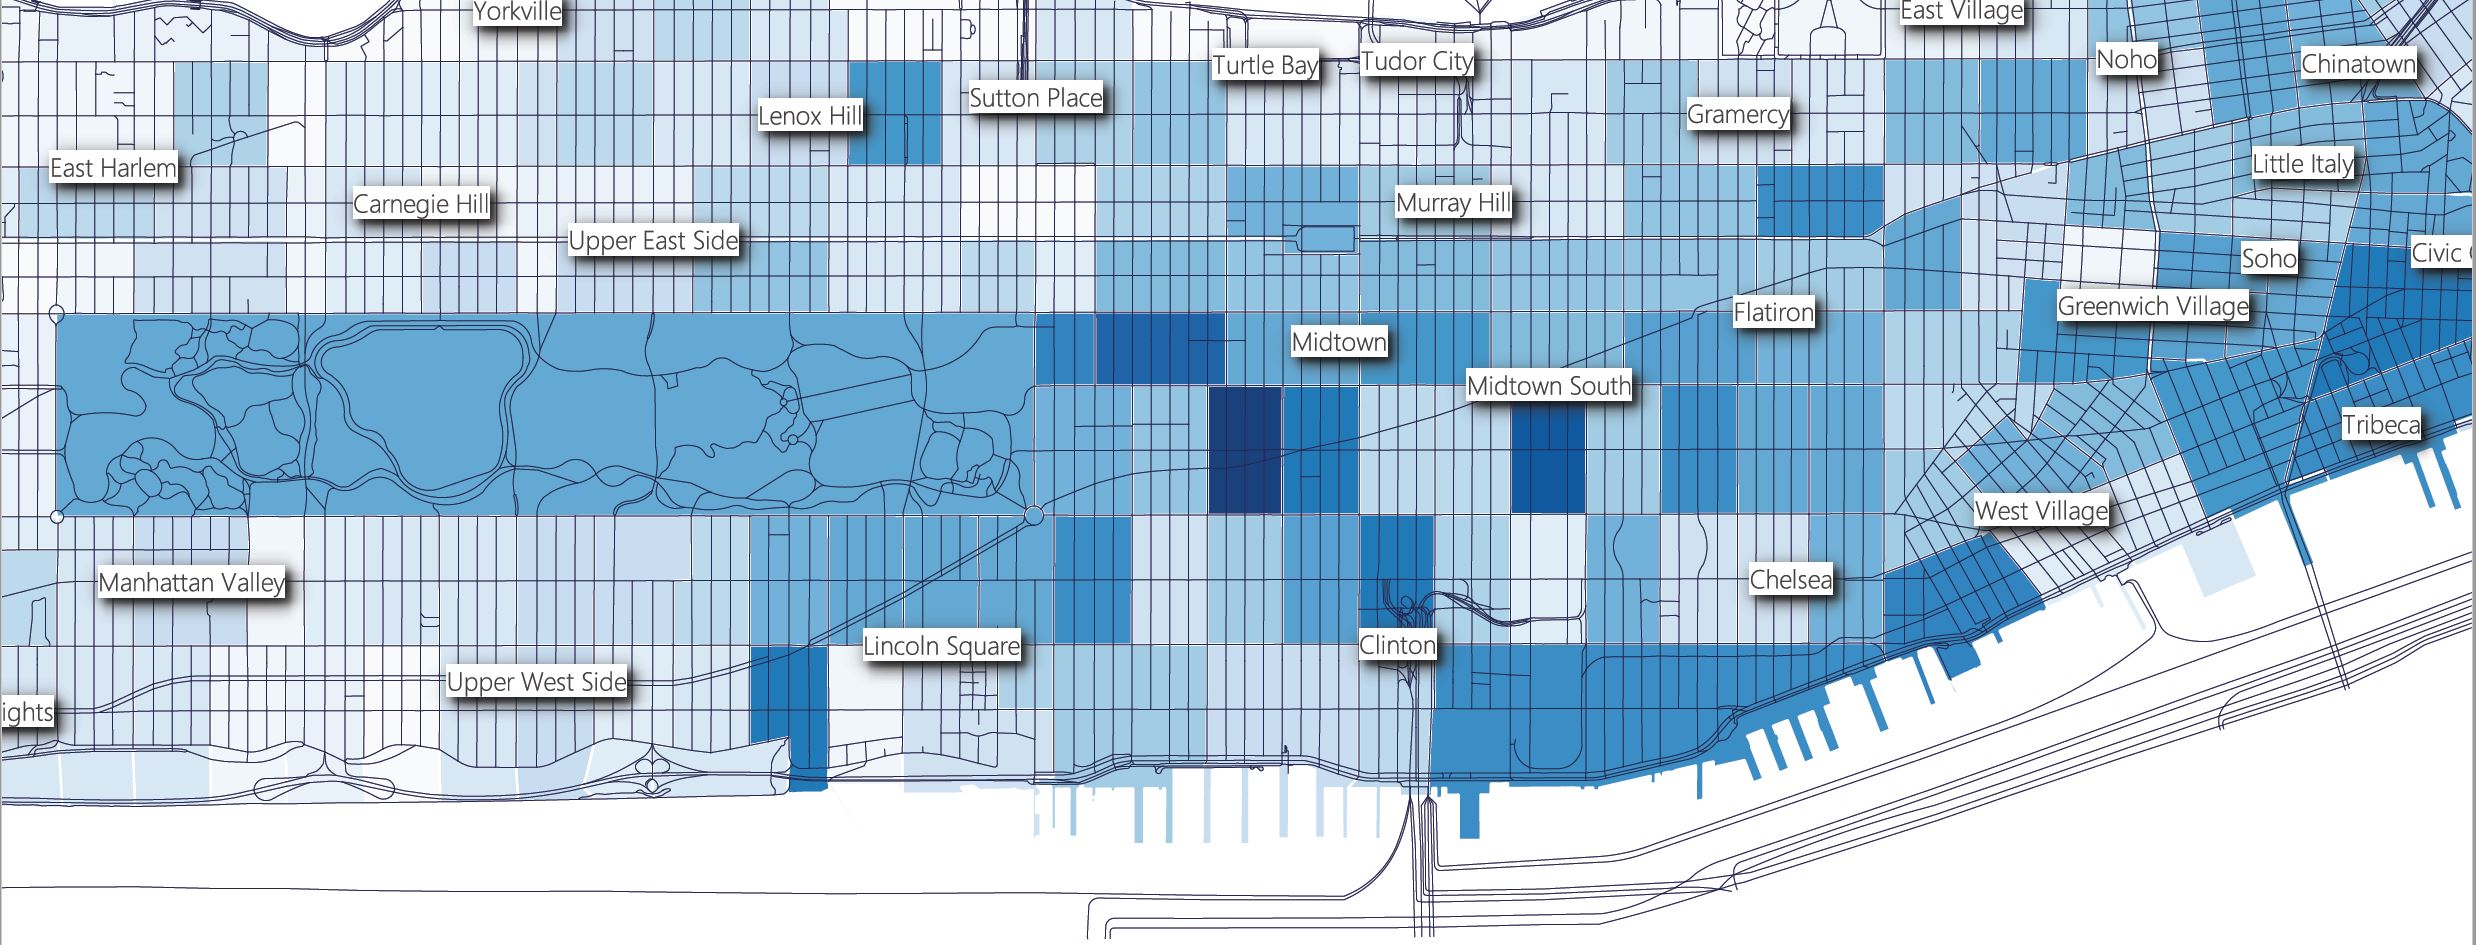 Yorkville
East Village
Turtle Bay
Tudor City
Noho
Chinatown
Sutton Place
Lenox Hill
Gramercy
East Harlem
Little Italy
Carnegie Hill
Murray Hill
Upper East Side
Soho
Civic
Greenwich Village
Flatiron
Midtown
Midtown South
Tribeca
West Village
Manhattan Valley
Chelsea
Lincoln Square
Clinton
Upper West Side
ights